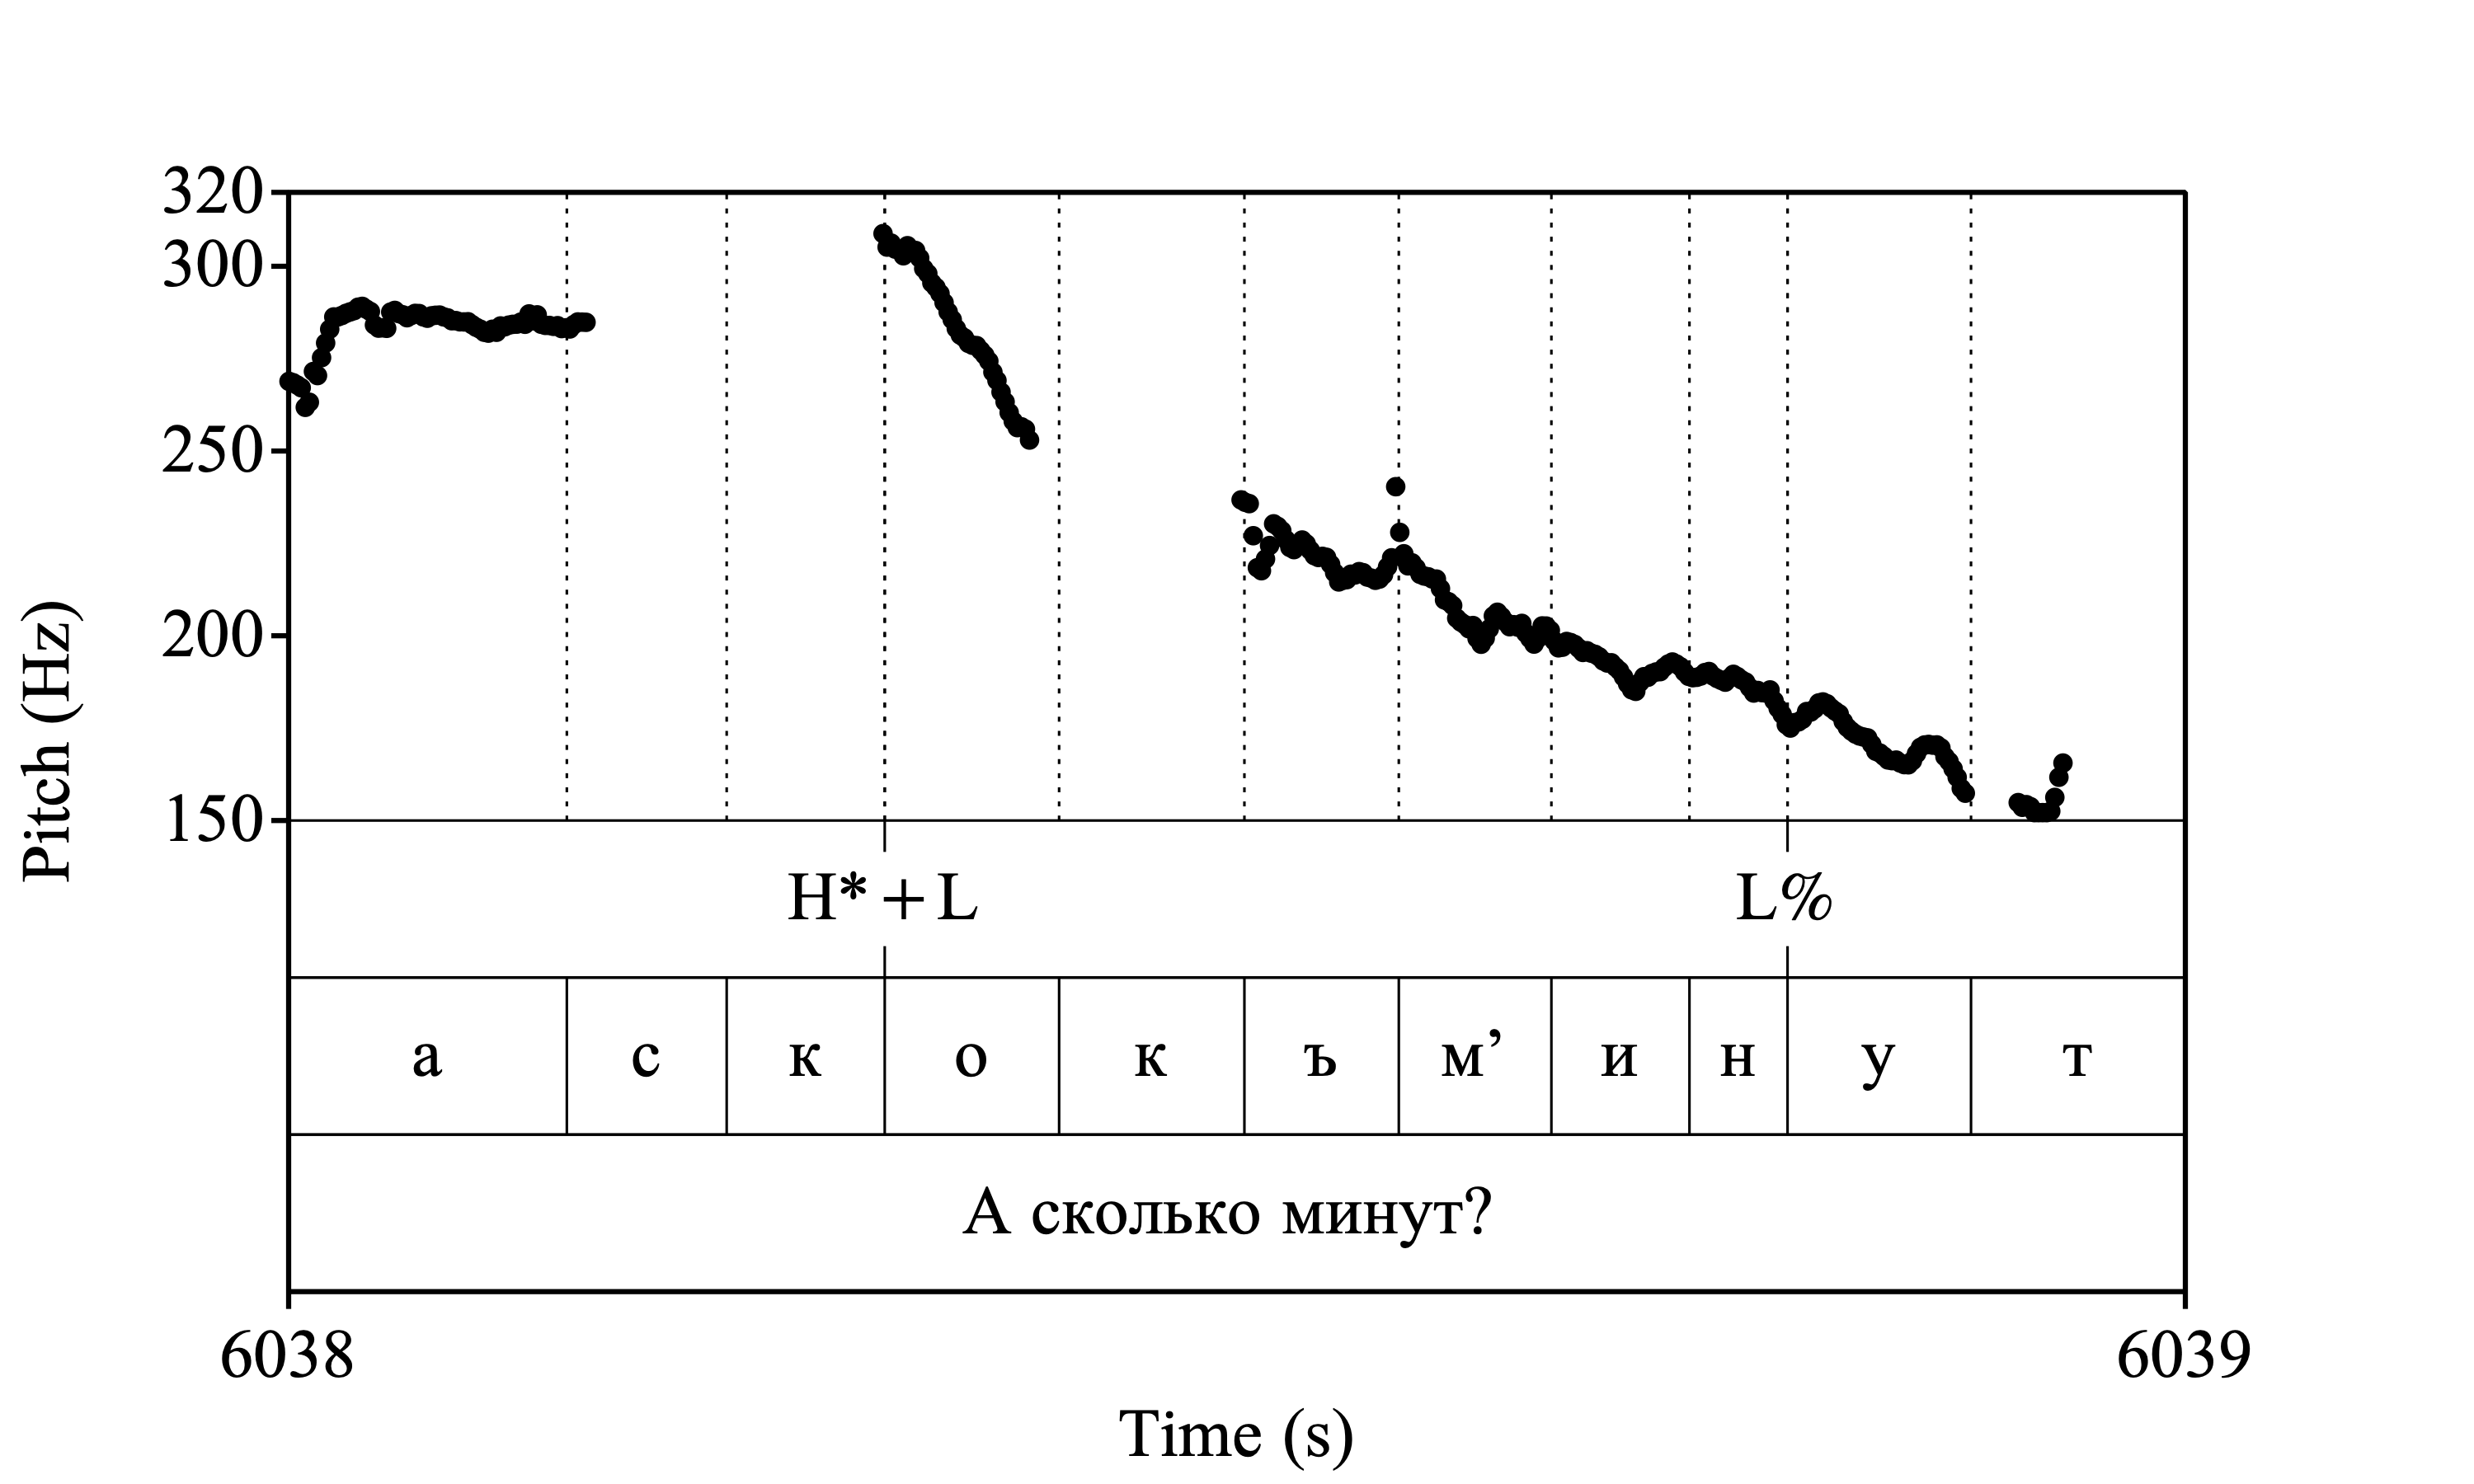 320
300
250
200
150
Pitch (Hz)
H*+L L%
а с к о к ъ м’ и н у т
А сколько минут?
6038 6039
Time (s)